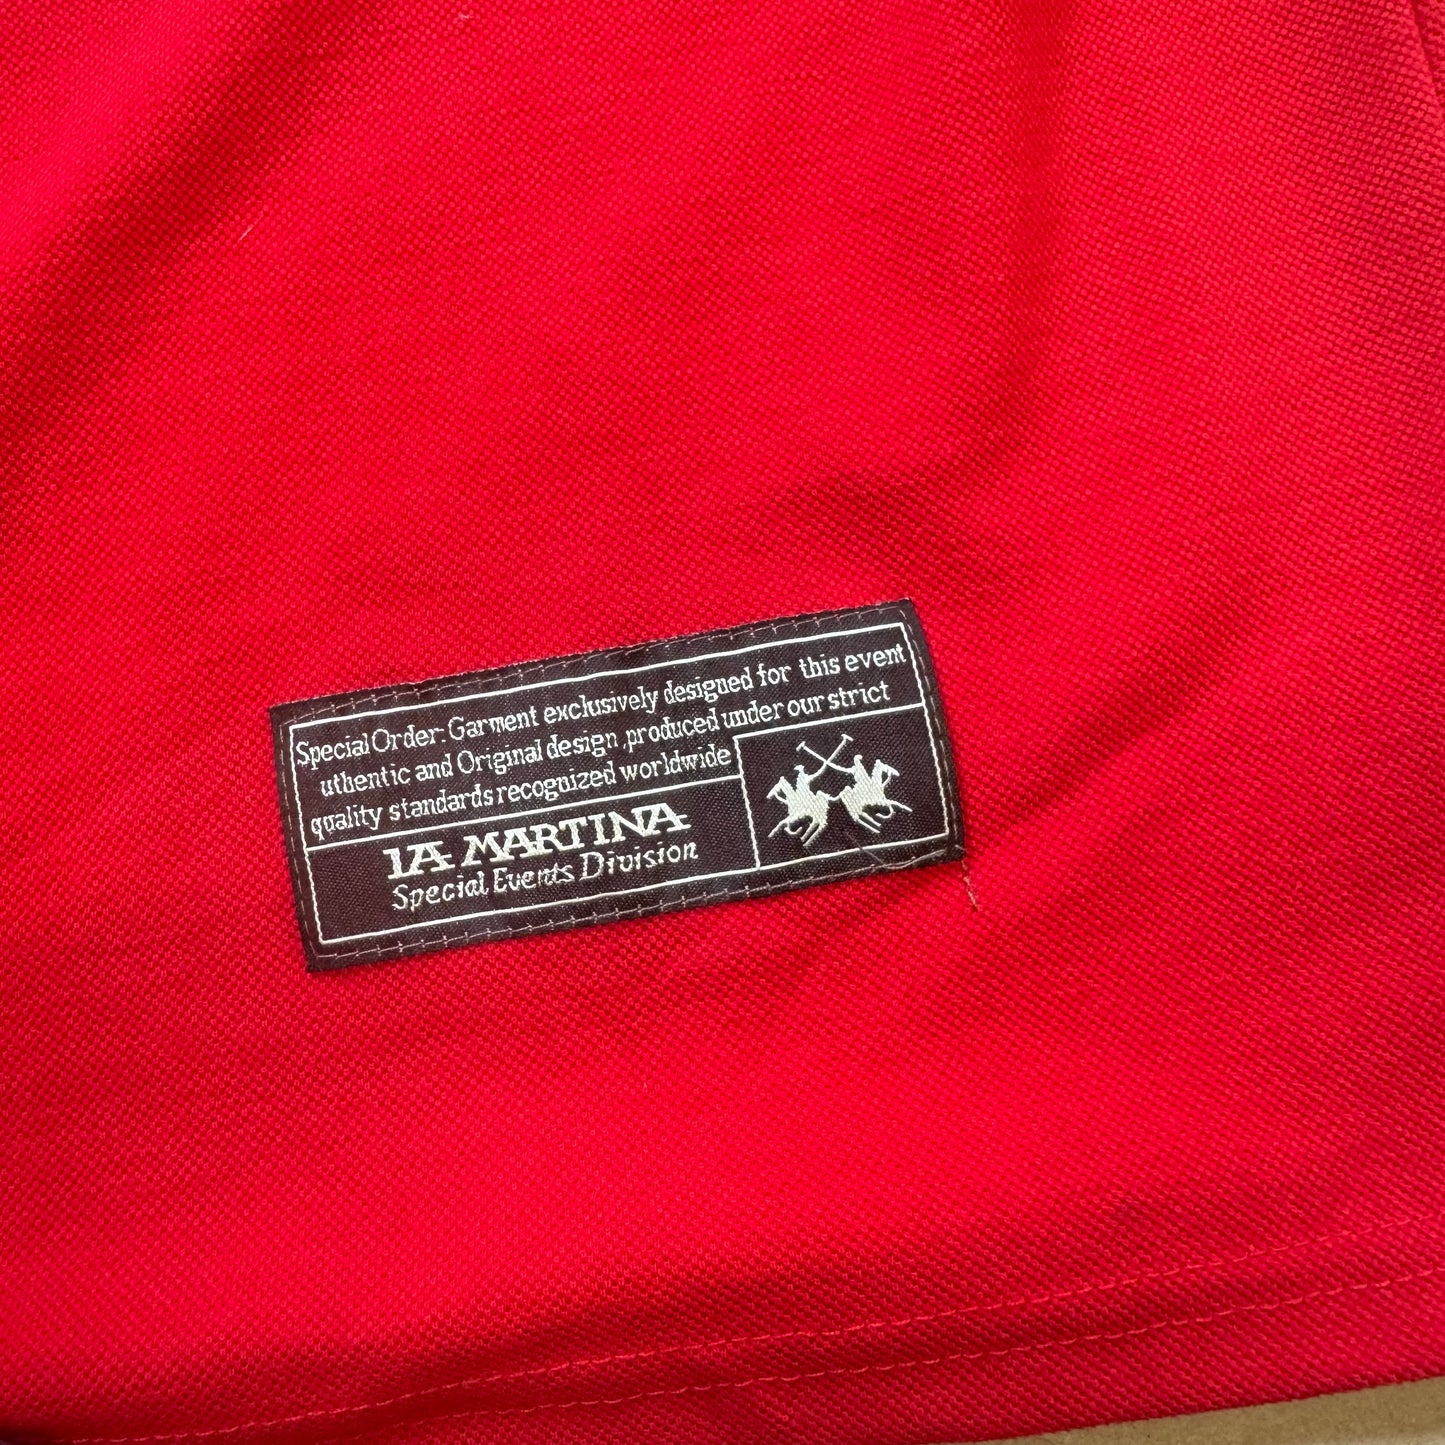 Special Order: Garment exclusively designed for this event
uthentic and Original design, produced under our strict
quality standards recognized worldwide
LA MARTINA
Special Events Division